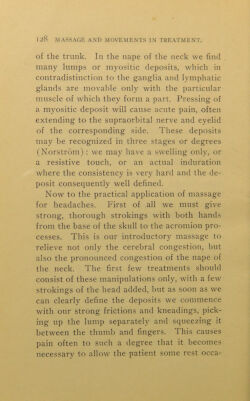 128 MASSAGE AND MOVEMENTS IN TREATMENT.
of the trunk. In the nape of the neck we find
many lumps or myositic deposits, which in
contradistinction to the ganglia and lymphatic
glands are movable only with the particular
muscle of which they form a part. Pressing of
a myositic deposit will cause acute pain, often
extending to the supraorbital nerve and eyelid
of the corresponding side. These deposits
may be recognized in three stages or degrees
(Norström): we may have a swelling only, or
a resistive touch, or an actual induration
where the consistency is very hard and the de-
posit consequently well defined.
Now to the practical application of massage
for headaches. First of all we must give
strong, thorough strokings with both hands
from the base of the skull to the acromion pro-
cesses. This is our introductory massage to
relieve not only the cerebral congestion, but
also the pronounced congestion of the nape of
the neck. The first few treatments should
consist of these manipulations only, with a few
strokings of the head added, but as soon as we
can clearly define the deposits we commence
with our strong frictions and kneadings, pick-
ing up the lump separately and squeezing it
between the thumb and fingers. This causes
pain often to such a degree that it becomes
necessary to allow the patient some rest occa-